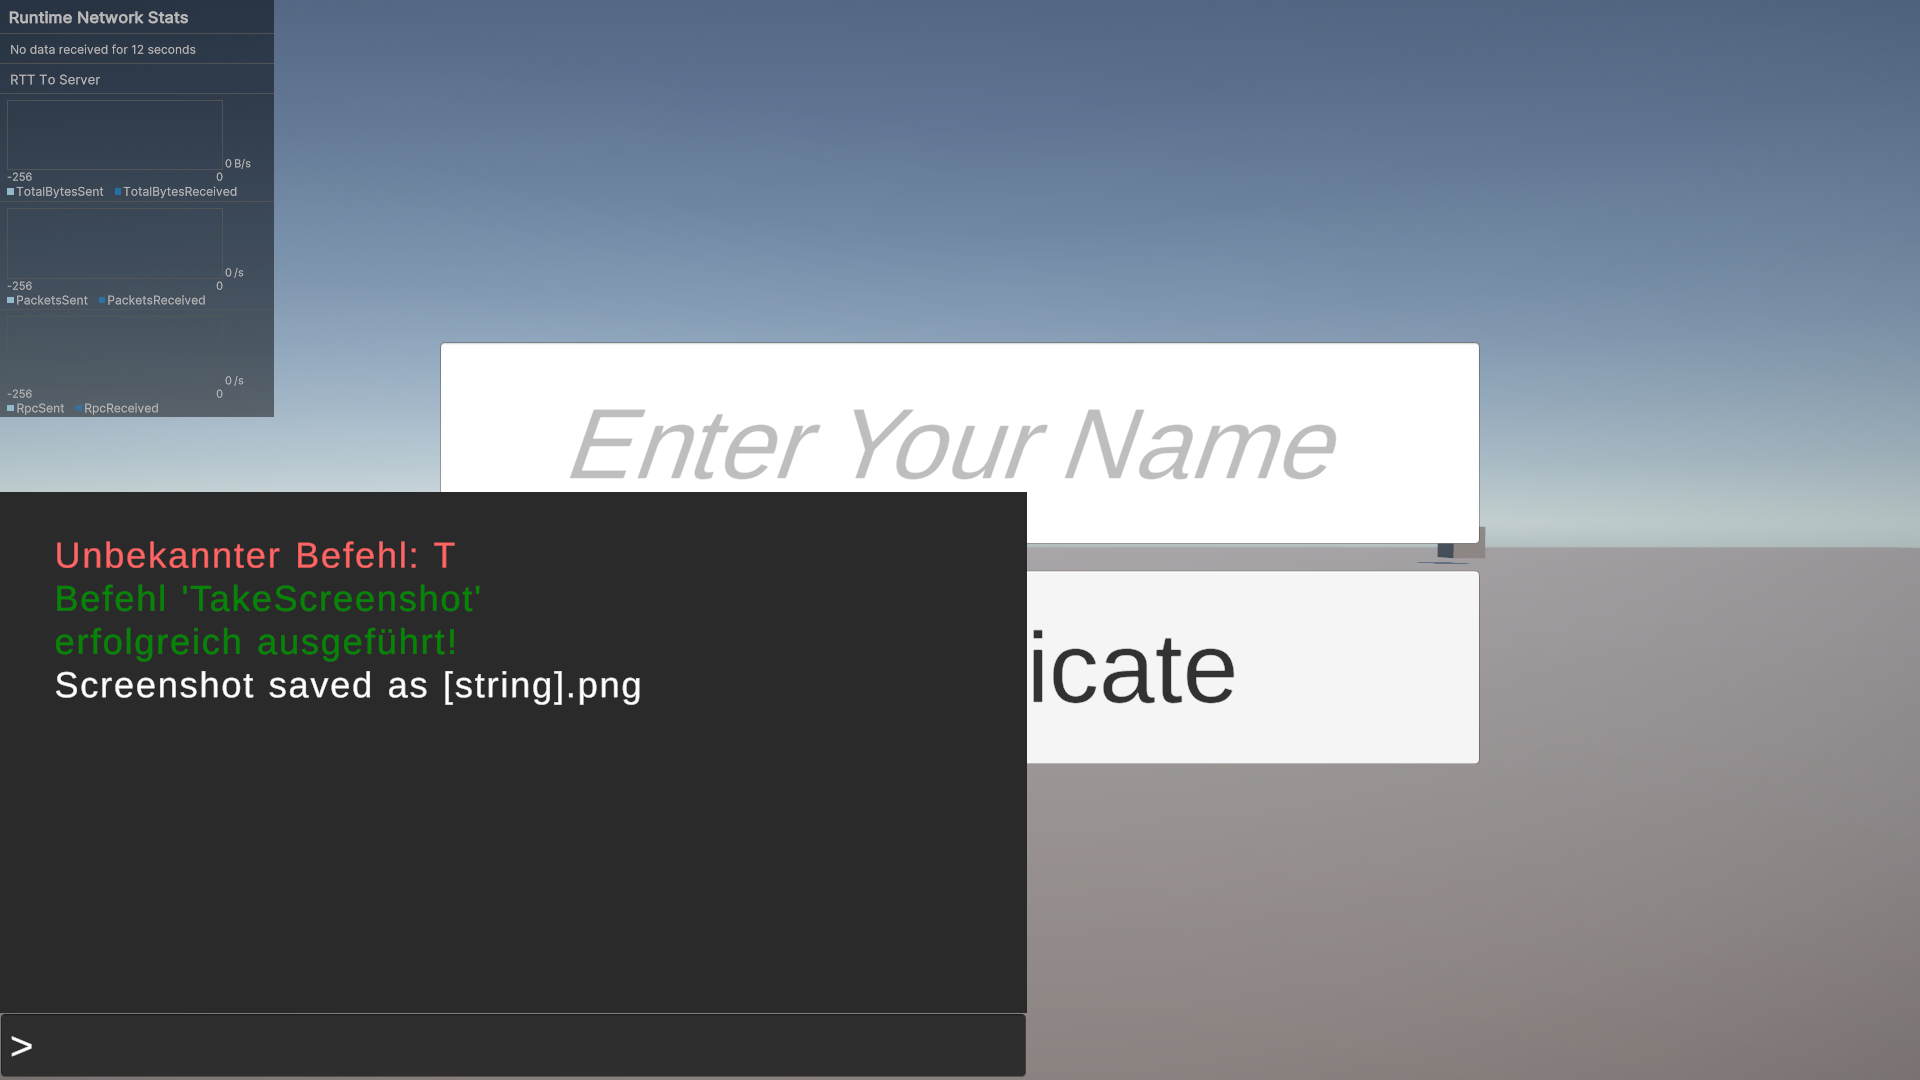 Runtime Network Stats
No data received for 12 seconds
RTT To Server
0 B/s
-256 0
TotalBytesSent TotalBytesReceived
0 /s
-256 0
PacketsSent PacketsReceived
0 /s
-256 0
RpcSent RpcReceived
Enter Your Name
icate
Unbekannter Befehl: T
Befehl 'TakeScreenshot'
erfolgreich ausgeführt!
Screenshot saved as [string].png
>